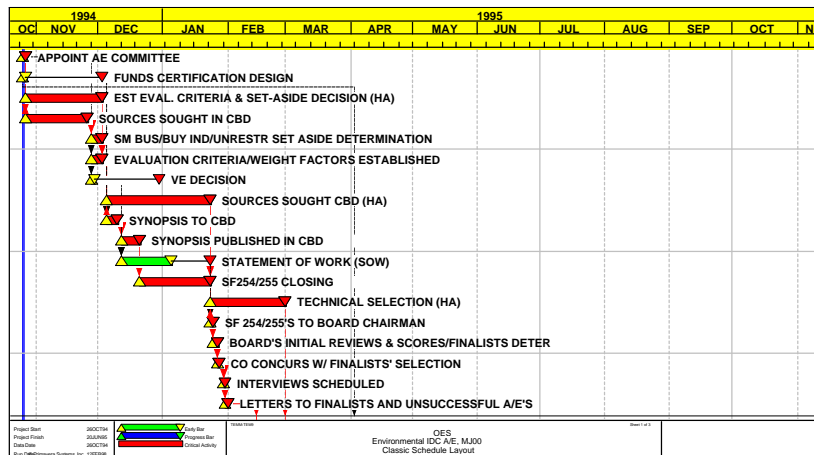 1994 1995
OC NOV DEC JAN FEB MAR APR MAY JUN JUL AUG SEP OCT N
APPOINT AE COMMITTEE
FUNDS CERTIFICATION DESIGN
EST EVAL. CRITERIA & SET-ASIDE DECISION (HA)
SOURCES SOUGHT IN CBD
SM BUS/BUY IND/UNRESTR SET ASIDE DETERMINATION
EVALUATION CRITERIA/WEIGHT FACTORS ESTABLISHED
VE DECISION
SOURCES SOUGHT CBD (HA)
SYNOPSIS TO CBD
SYNOPSIS PUBLISHED IN CBD
STATEMENT OF WORK (SOW)
SF254/255 CLOSING
TECHNICAL SELECTION (HA)
SF 254/255'S TO BOARD CHAIRMAN
BOARD'S INITIAL REVIEWS & SCORES/FINALISTS DETER
CO CONCURS W/ FINALISTS' SELECTION
INTERVIEWS SCHEDULED
LETTERS TO FINALISTS AND UNSUCCESSFUL A/E'S
Project Start 26OCT94
Project Finish 20JUN95
Data Date 26OCT94
Early Bar
Progress Bar
Critical Activity
OES
Environmental IDC A/E, MJ00
Classic Schedule Layout
Sheet 1 of 3